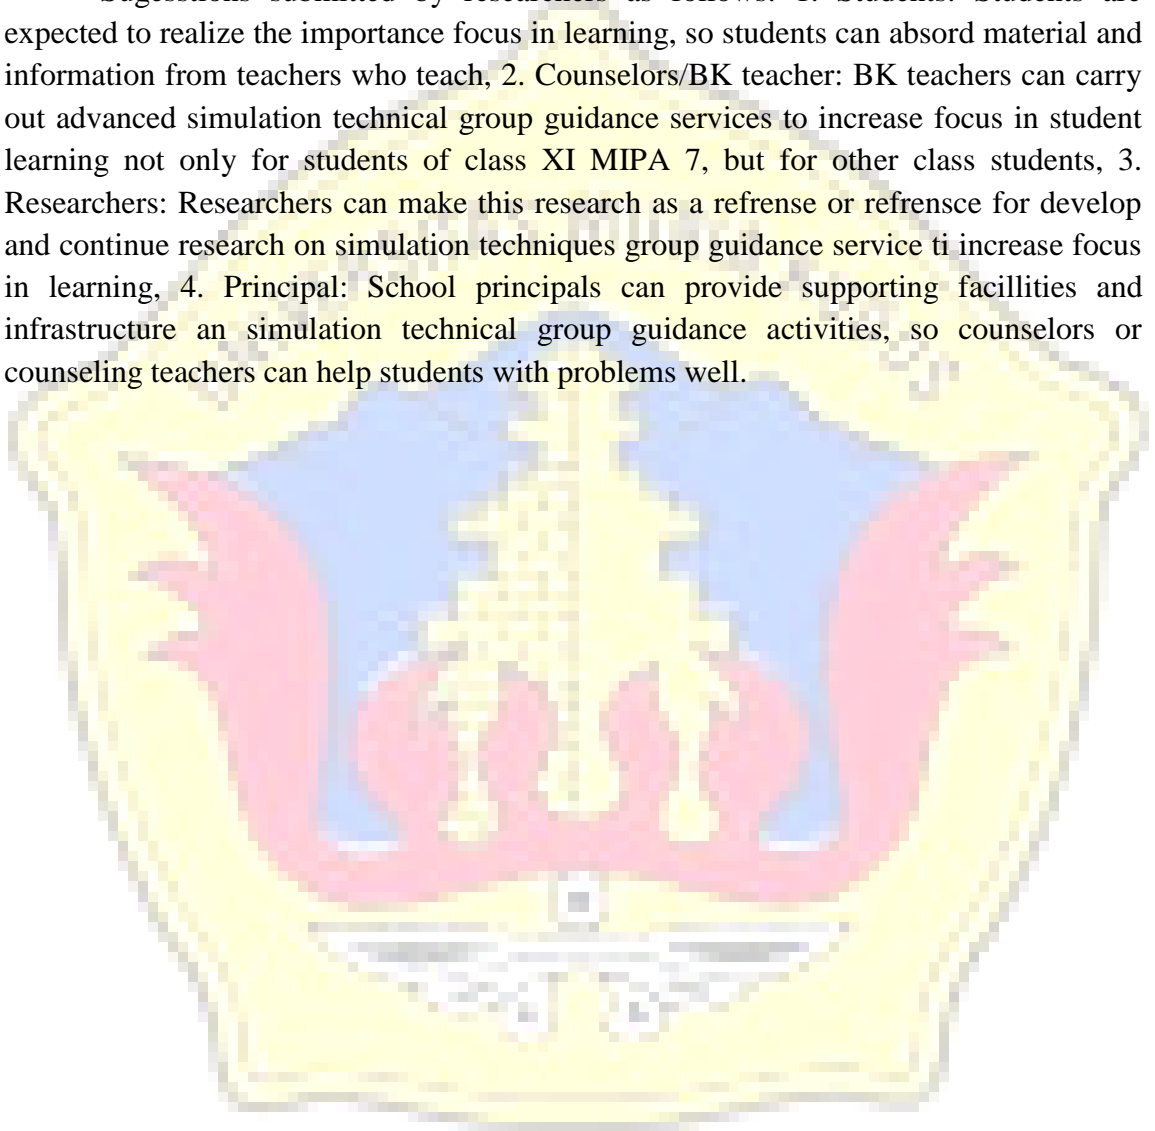 Sugesstions submitted by researchers as follows: 1. Students: Students are
expected to realize the importance focus in learning, so students can absord material and
information from teachers who teach, 2. Counselors/BK teacher: BK teachers can carry
out advanced simulation technical group guidance services to increase focus in student
learning not only for students of class XI MIPA 7, but for other class students, 3.
Researchers: Researchers can make this research as a refrense or refrensce for develop
and continue research on simulation techniques group guidance service ti increase focus
in learning, 4. Principal: School principals can provide supporting facillities and
infrastructure an simulation technical group guidance activities, so counselors or
counseling teachers can help students with problems well.